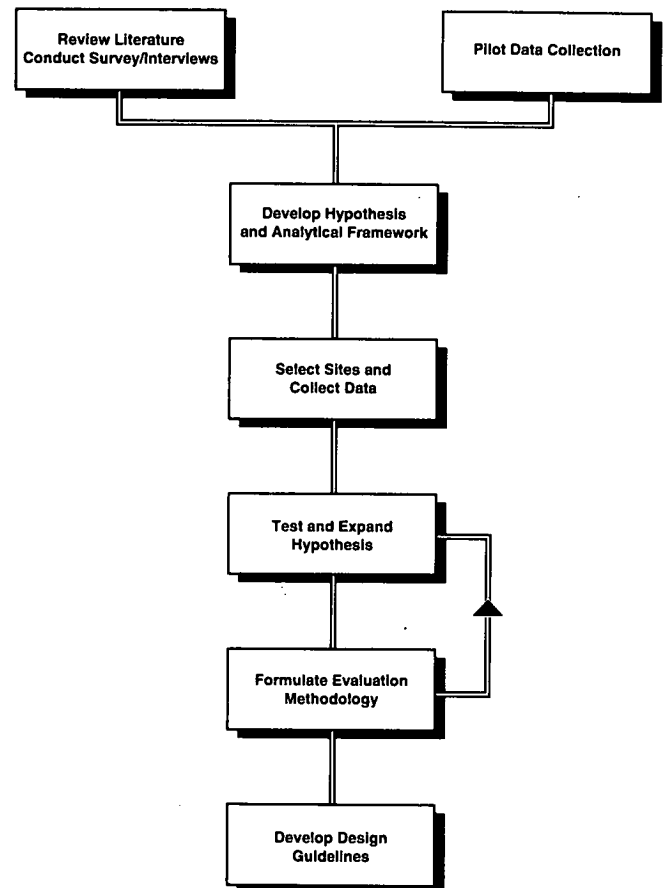 Review Literature
Conduct Survey/Interviews
Pilot Data Collection
Develop Hypothesis
and Analytical Framework
Select Sites and
Collect Data
Test and Expand
Hypothesis
Formulate Evaluation
Methodology
Develop Design
Guidelines